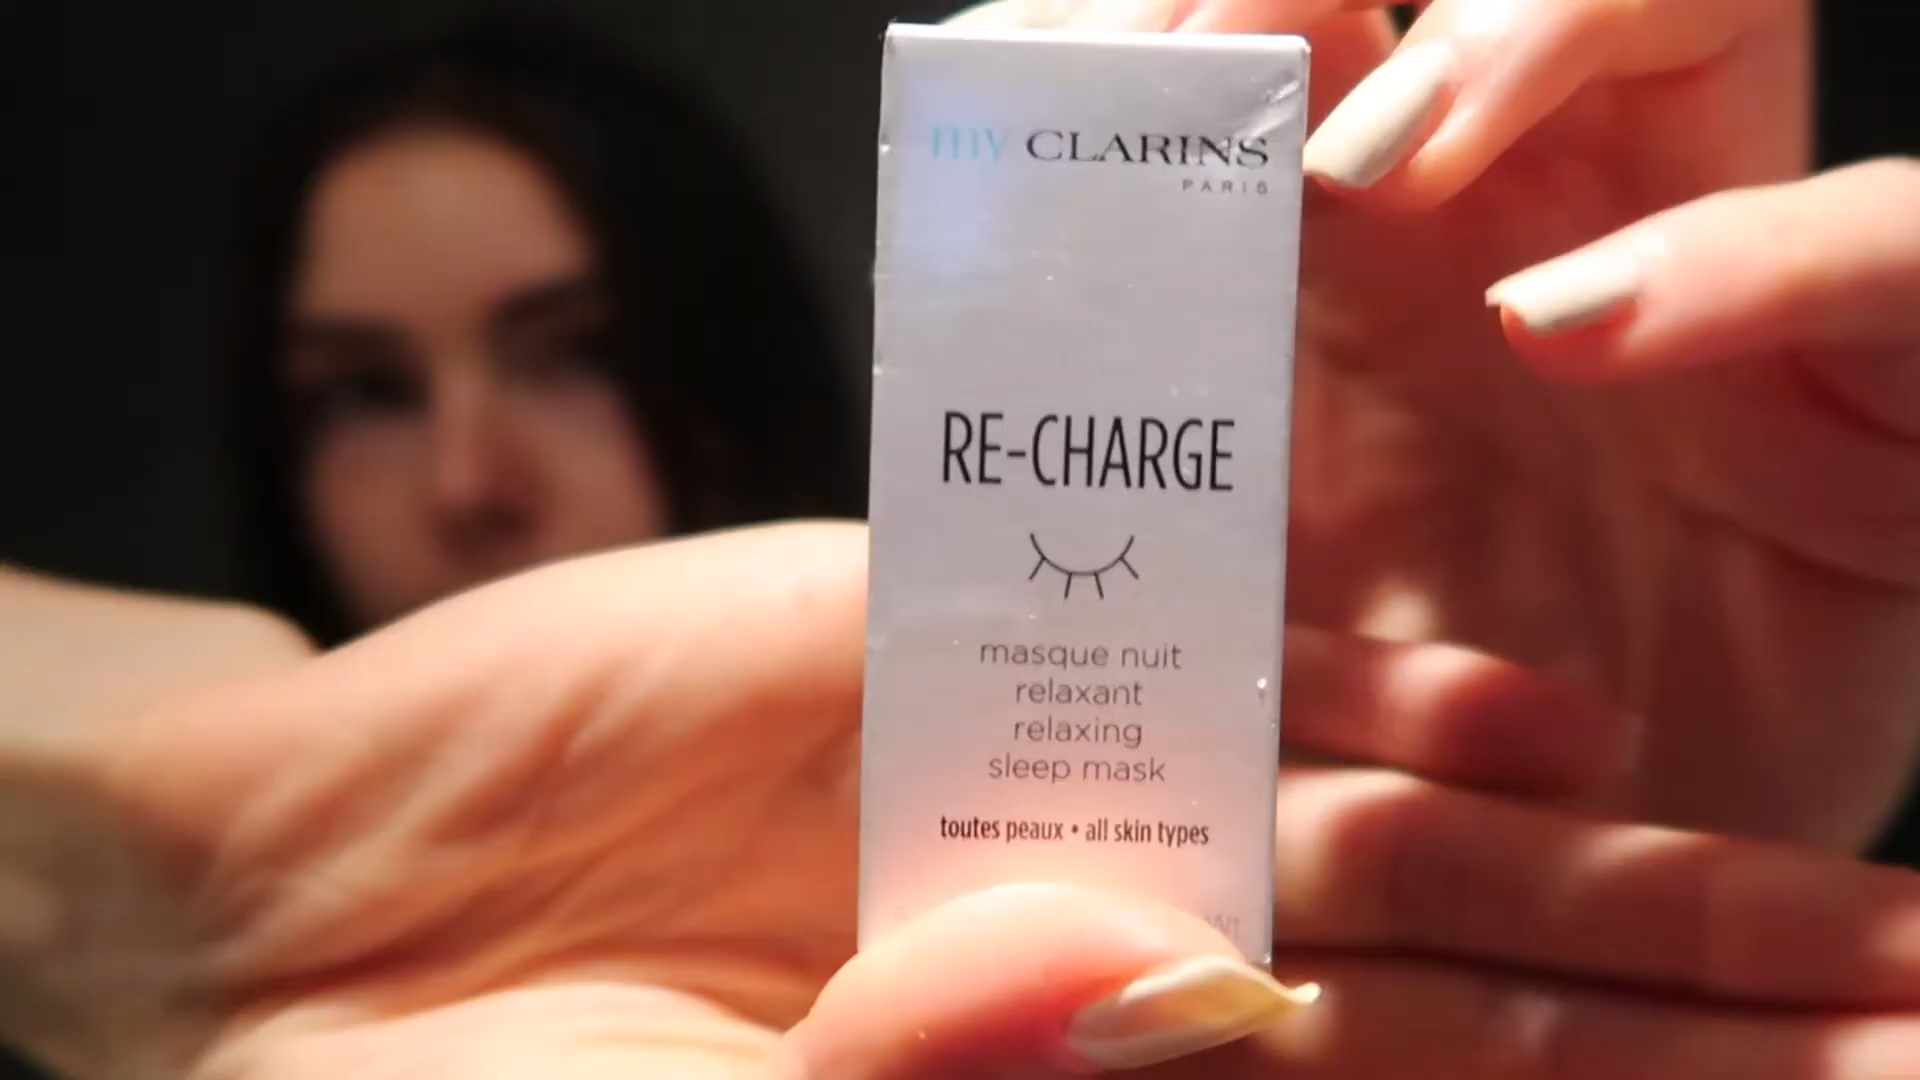 my CLARINS
PARIS
RE-CHARGE
masque nuit
relaxant
relaxing
sleep mask
toutes peaux • all skin types